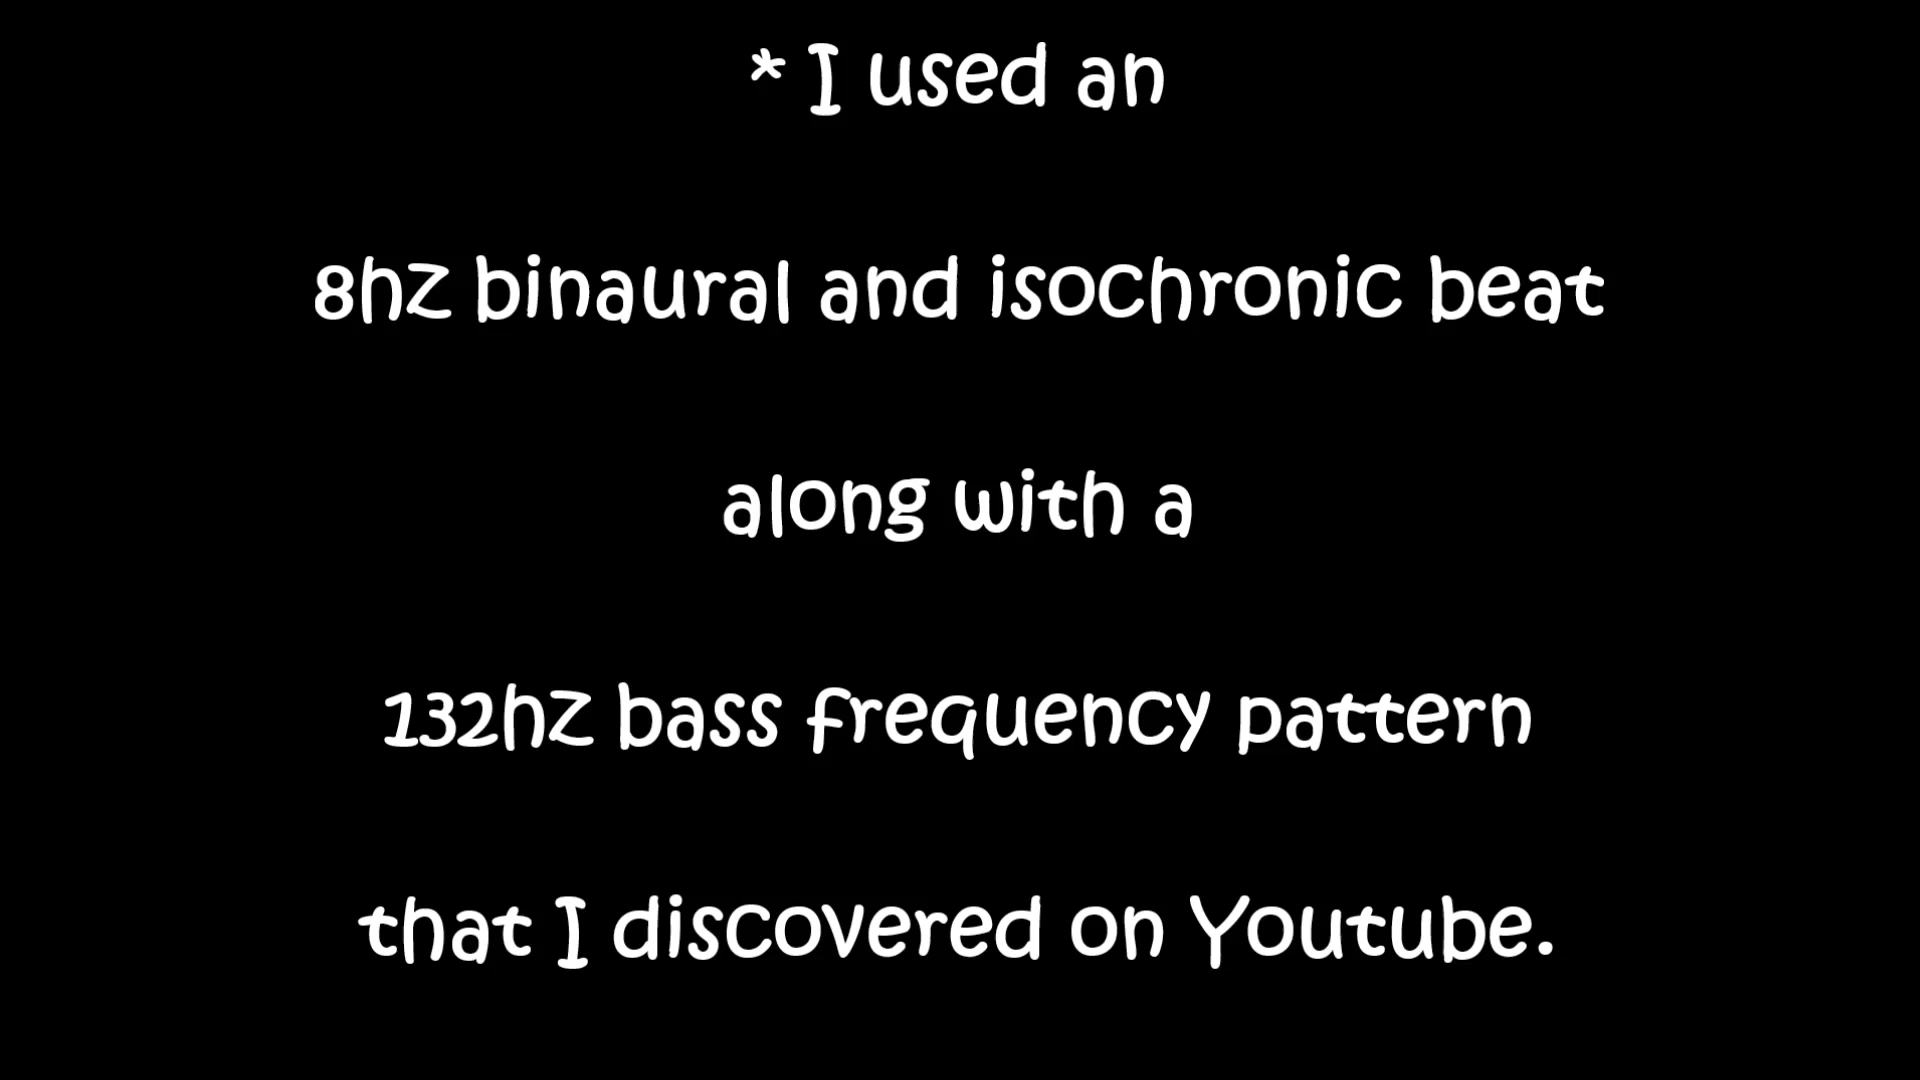 * I used an
8hz binaural and isochronic beat
along with a
132hz bass frequency pattern
that I discovered on Youtube.